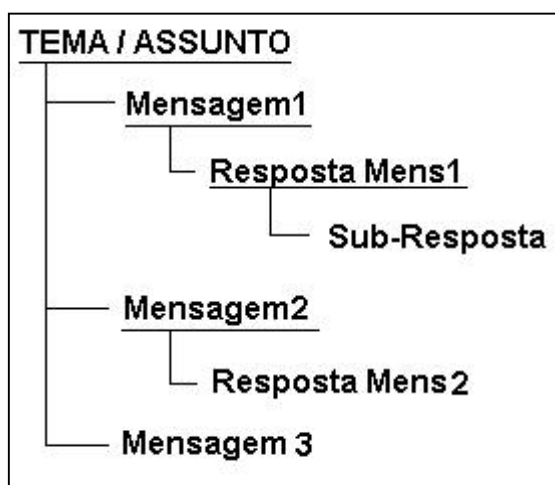 TEMA / ASSUNTO
Mensagem1
Resposta Mens1
Sub-Resposta
Mensagem2
Resposta Mens2
Mensagem 3